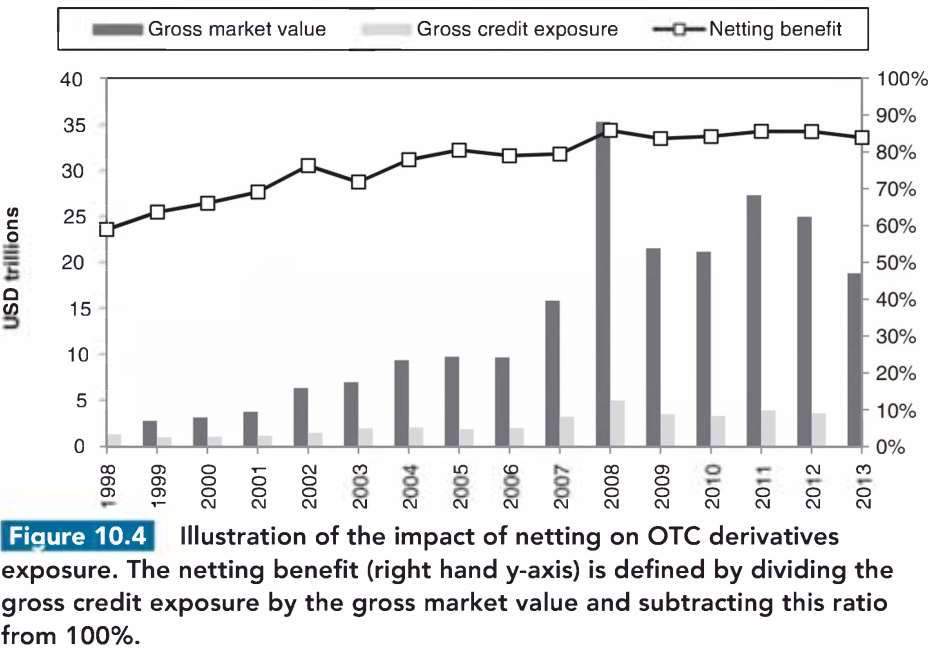 Gross market value Gross credit exposure Netting benefit
40 100%
35 90%
80%
30 70%
25 60%
20 50%
15 40%
30%
10 20%
5 10%
0 0%
USD trillions
1998 1999 2000 2001 2002 2003 2004 2005 2006 2007 2008 2009 2010 2011 2012 2013
Figure 10.4 Illustration of the impact of netting on OTC derivatives
exposure. The netting benefit (right hand y-axis) is defined by dividing the
gross credit exposure by the gross market value and subtracting this ratio
from 100%.